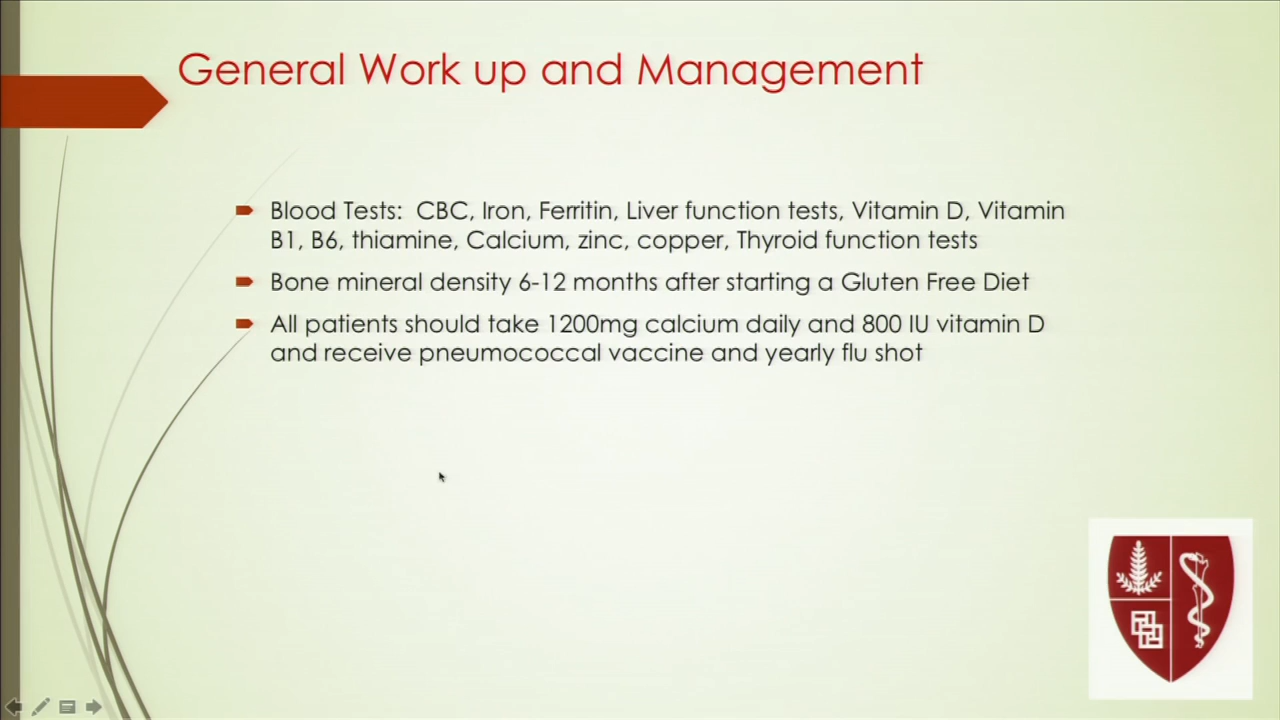 General Work up and Management
Blood Tests:  CBC, Iron, Ferritin, Liver function tests, Vitamin D, Vitamin
B1, B6, thiamine, Calcium, zinc, copper, Thyroid function tests
Bone mineral density 6-12 months after starting a Gluten Free Diet
All patients should take 1200mg calcium daily and 800 IU vitamin D
and receive pneumococcal vaccine and yearly flu shot